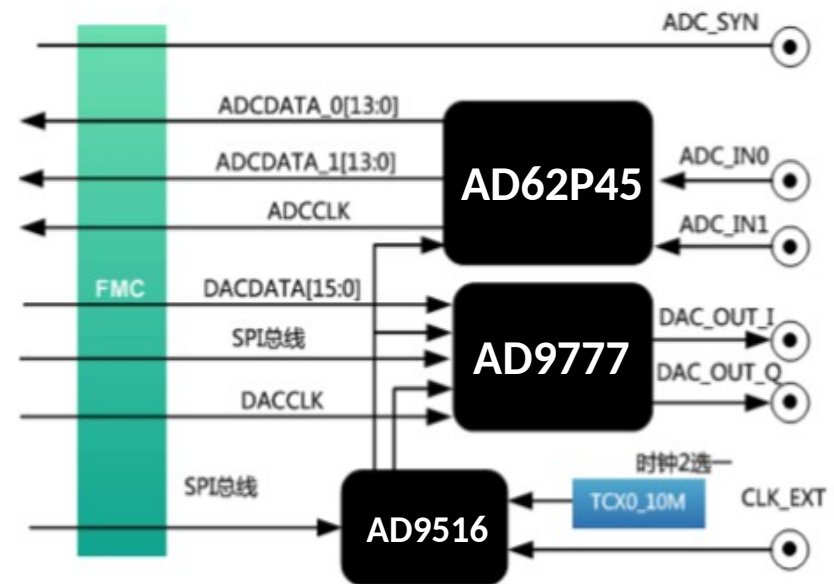 ADC_SYN
ADCDATA_0[13:0]
ADCDATA_1[13:0]
ADCCLK
AD62P45
ADC_IN0
ADC_IN1
FMC
DACDATA[15:0]
SPI总线
DACCLK
AD9777
DAC_OUT_I
DAC_OUT_Q
SPI总线
AD9516
时钟2选一
TCX0_10M
CLK_EXT